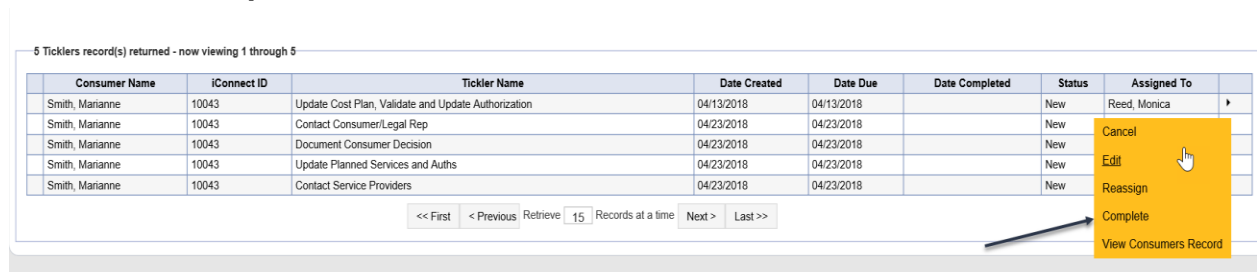 5 Ticklers record(s) returned - now viewing 1 through 5
Consumer Name iConnect ID Tickler Name Date Created Date Due Date Completed Status Assigned To
Smith, Marianne 10043 Update Cost Plan, Validate and Update Authorization 04/13/2018 04/13/2018 New Reed, Monica
Smith, Marianne 10043 Contact Consumer/Legal Rep 04/23/2018 04/23/2018 New
Smith, Marianne 10043 Document Consumer Decision 04/23/2018 04/23/2018 New
Smith, Marianne 10043 Update Planned Services and Auths 04/23/2018 04/23/2018 New
Smith, Marianne 10043 Contact Service Providers 04/23/2018 04/23/2018 New
Cancel
Edit
Reassign
Complete
View Consumers Record
<< First < Previous Retrieve 15 Records at a time Next > Last >>